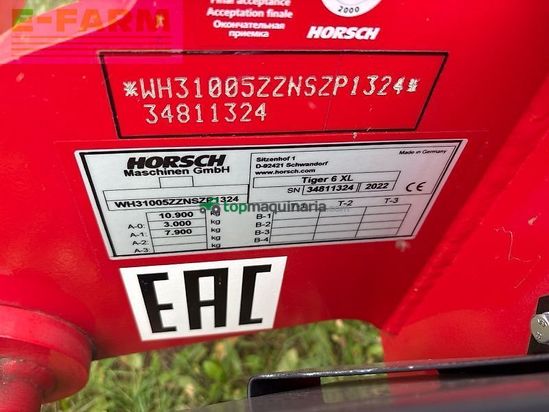 E-FARM
Final acceptance
Acceptation finale
Окончательная
приемка
2000
HORSCH
*WH31005ZZNSZP1324*
34811324
HORSCH
Maschinen GmbH
Sitzenhof 1
D-92421 Schwandorf
www.horsch.com
Made in Germany
Tiger 6 XL
WH31005ZZNSZP1324
SN 34811324 2022
CE
topmaquinaria.com
T-2 T-3
10.900 kg B-1
A-0: 3.000 kg B-2
A-1: 7.900 kg B-3
A-2: kg B-4
A-3:
EAC